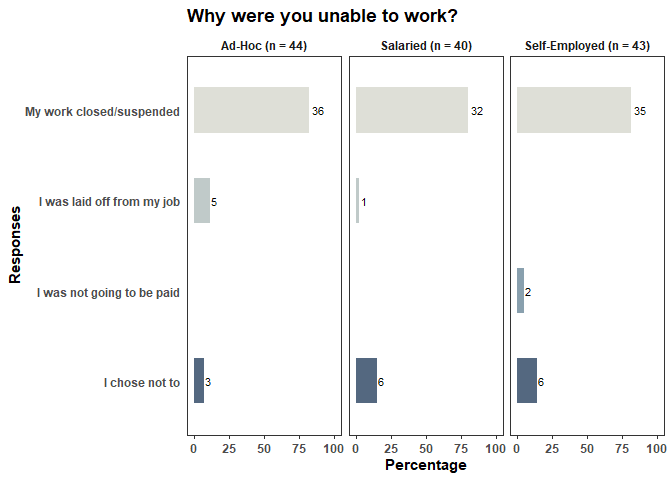 Why were you unable to work?
Ad-Hoc (n = 44) Salaried (n = 40) Self-Employed (n = 43)
My work closed/suspended 36 32 35
I was laid off from my job 5 1
I was not going to be paid 2
I chose not to 3 6 6
Responses
0 25 50 75 100 0 25 50 75 100 0 25 50 75 100
Percentage